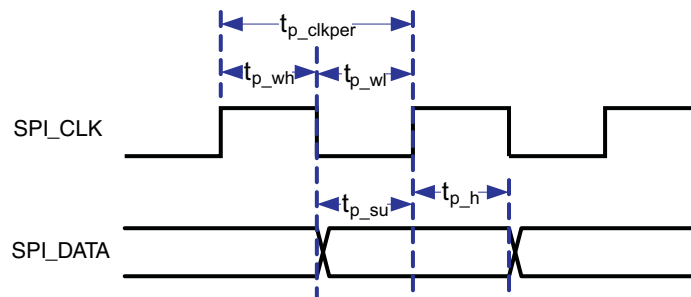 t_p_clkper
t_p_wh t_p_wl
SPI_CLK
t_p_su t_p_h
SPI_DATA